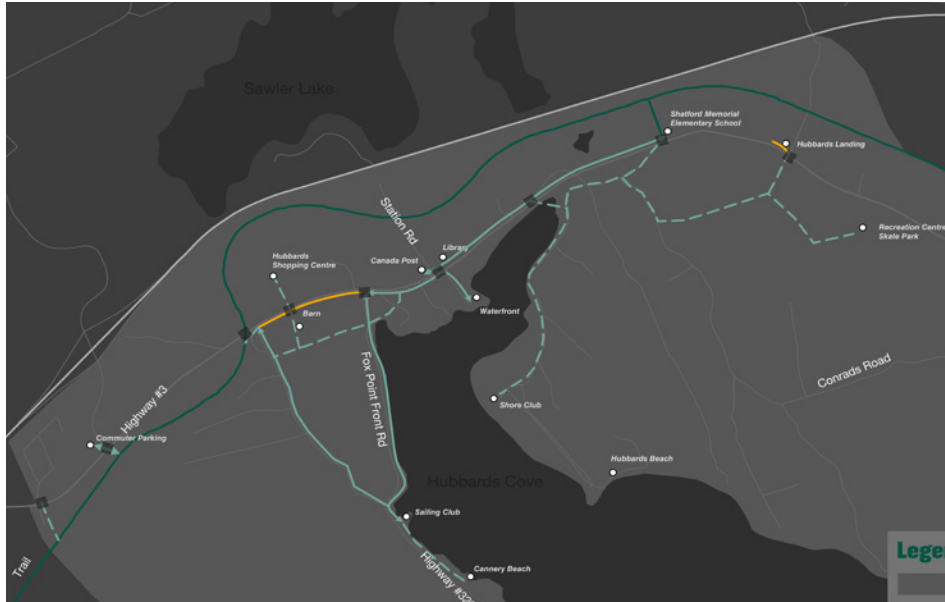 Sawler Lake
Shatford Memorial
Elementary School
Hubbards Landing
Station Rd
Library
Canada Post
Hubbards
Shopping Centre
Recreation Centre
Skate Park
Waterfront
Barn
Fox Point Front Rd
Conrads Road
Highway #3
Shore Club
Commuter Parking
Hubbards Beach
Hubbards Cove
Sailing Club
Trail
Highway #32
Cannery Beach
Lege